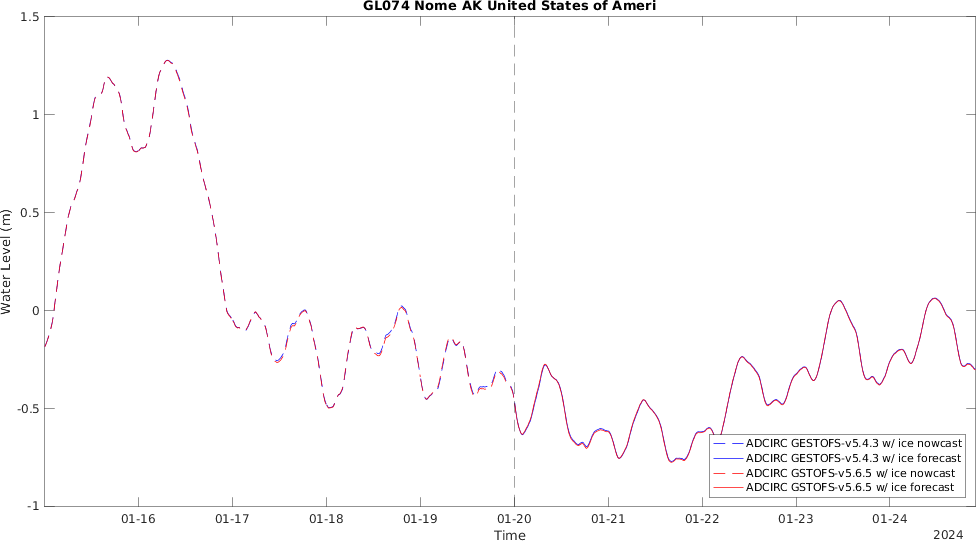 GL074 Nome AK United States of Ameri
1.5
1
0.5
0
-0.5
-1
Water Level (m)
01-16
01-17
01-18
01-19
01-20
01-21
01-22
01-23
01-24
Time
2024
ADCIRC GESTOFS-v5.4.3 w/ ice nowcast
ADCIRC GESTOFS-v5.4.3 w/ ice forecast
ADCIRC GSTOFS-v5.6.5 w/ ice nowcast
ADCIRC GSTOFS-v5.6.5 w/ ice forecast